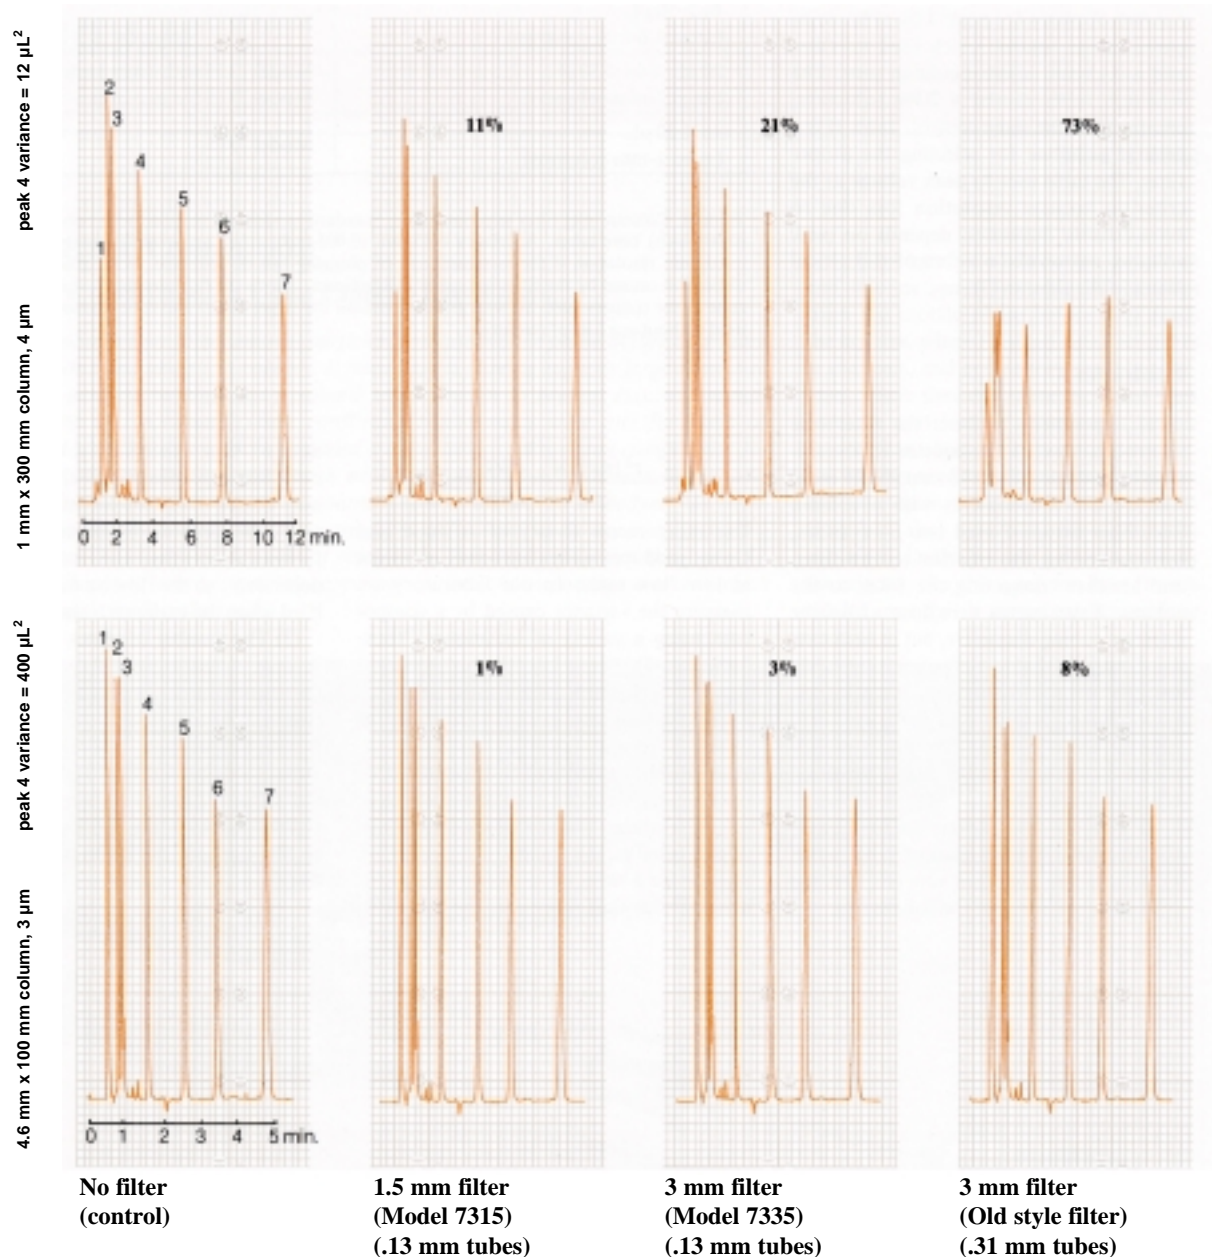 peak 4 variance = 12 µL²
1 mm x 300 mm column, 4 µm
1
2
3
4
5
6
7
0 2 4 6 8 10 12 min.
11%
21%
73%
peak 4 variance = 400 µL²
4.6 mm x 100 mm column, 3 µm
1
2
3
4
5
6
7
0 1 2 3 4 5 min.
1%
3%
8%
No filter
(control)
1.5 mm filter
(Model 7315)
(.13 mm tubes)
3 mm filter
(Model 7335)
(.13 mm tubes)
3 mm filter
(Old style filter)
(.31 mm tubes)